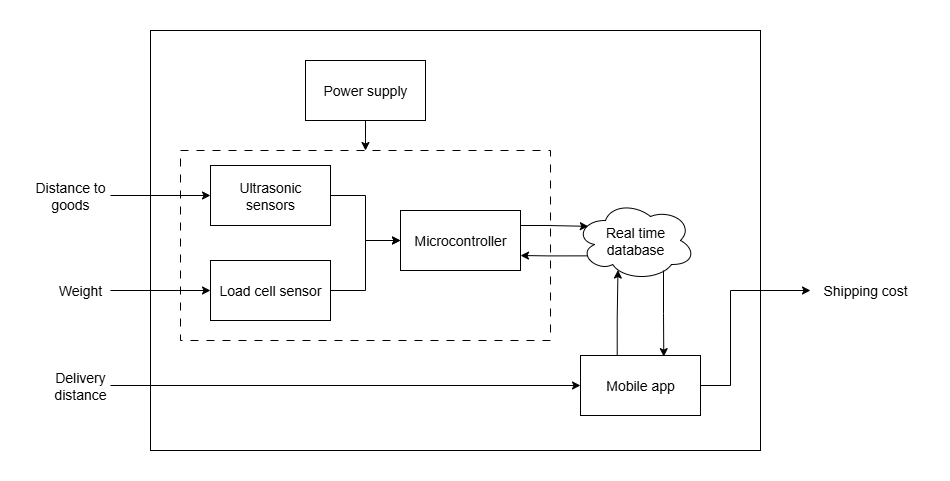 Power supply
Distance to
goods
Ultrasonic
sensors
Microcontroller
Real time
database
Weight
Load cell sensor
Shipping cost
Delivery
distance
Mobile app